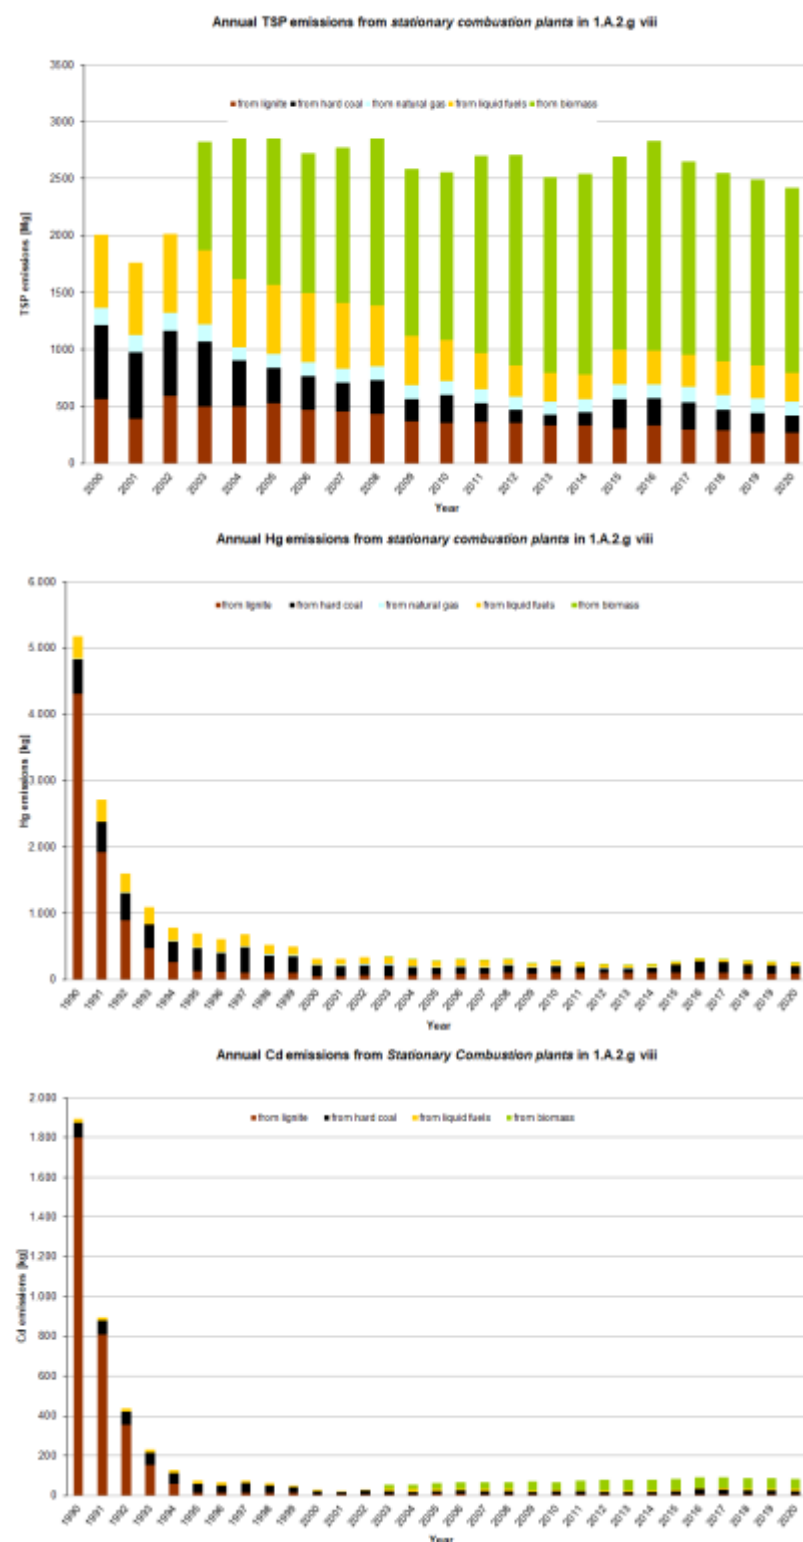 Annual TSP emissions from stationary combustion plants in 1.A.2.g viii
3500
from lignite from hard coal from natural gas from liquid fuels from biomass
3000
2500
2000
1500
1000
500
0
TSP emissions [Mg]
2000 2001 2002 2003 2004 2005 2006 2007 2008 2009 2010 2011 2012 2013 2014 2015 2016 2017 2018 2019 2020
Year
Annual Hg emissions from stationary combustion plants in 1.A.2.g viii
6.000
from lignite from hard coal from natural gas from liquid fuels from biomass
5.000
4.000
3.000
2.000
1.000
0
Hg emissions [kg]
1990 1991 1992 1993 1994 1995 1996 1997 1998 1999 2000 2001 2002 2003 2004 2005 2006 2007 2008 2009 2010 2011 2012 2013 2014 2015 2016 2017 2018 2019 2020
Year
Annual Cd emissions from Stationary Combustion plants in 1.A.2.g viii
2.000
from lignite from hard coal from liquid fuels from biomass
1.800
1.600
1.400
1.200
1.000
800
600
400
200
0
Cd emissions [kg]
1990 1991 1992 1993 1994 1995 1996 1997 1998 1999 2000 2001 2002 2003 2004 2005 2006 2007 2008 2009 2010 2011 2012 2013 2014 2015 2016 2017 2018 2019 2020
Year